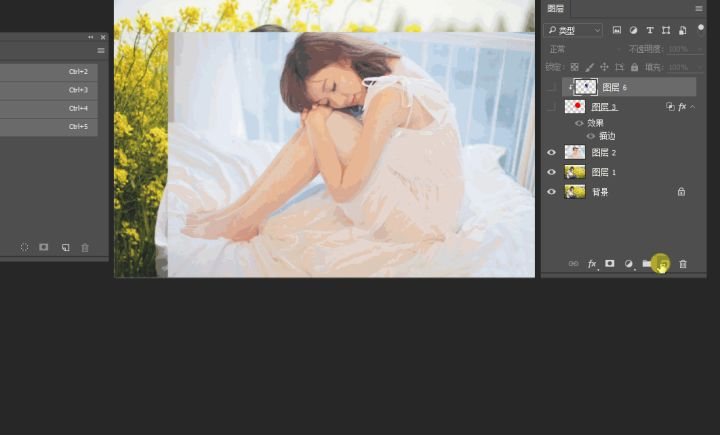 Ctrl+2
Ctrl+3
Ctrl+4
Ctrl+5
图层
类型
正常
不透明度: 100%
锁定:
填充: 100%
图层 6
图层 3
fx
效果
描边
图层 2
图层 1
背景
fx